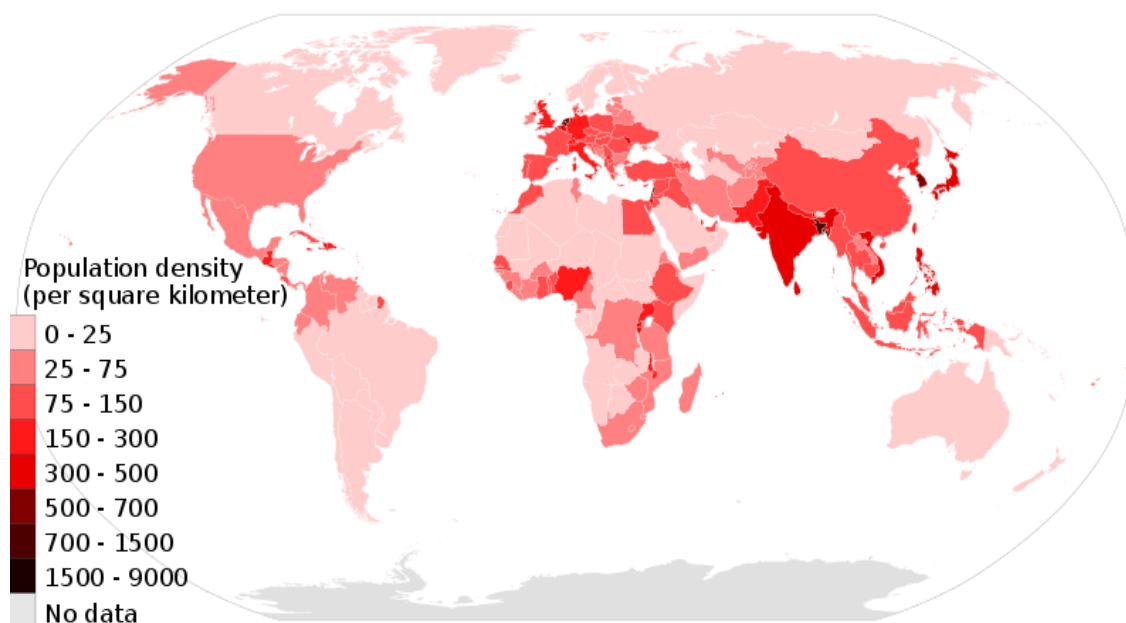 Population density
(per square kilometer)
0 - 25
25 - 75
75 - 150
150 - 300
300 - 500
500 - 700
700 - 1500
1500 - 9000
No data